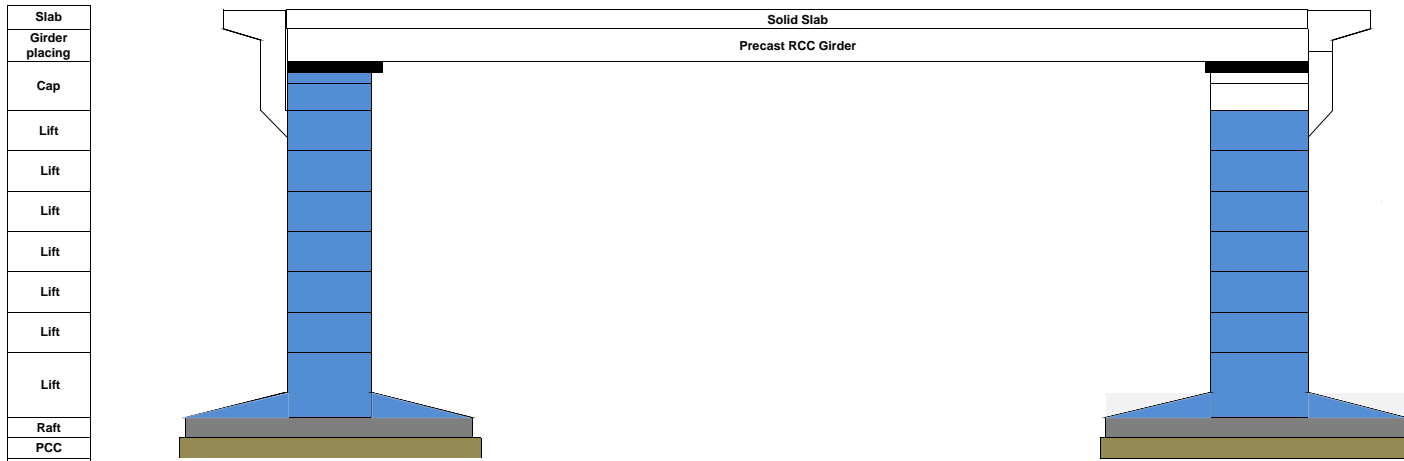 Slab
Solid Slab
Girder
placing
Precast RCC Girder
Cap
Lift
Lift
Lift
Lift
Lift
Lift
Lift
Raft
PCC